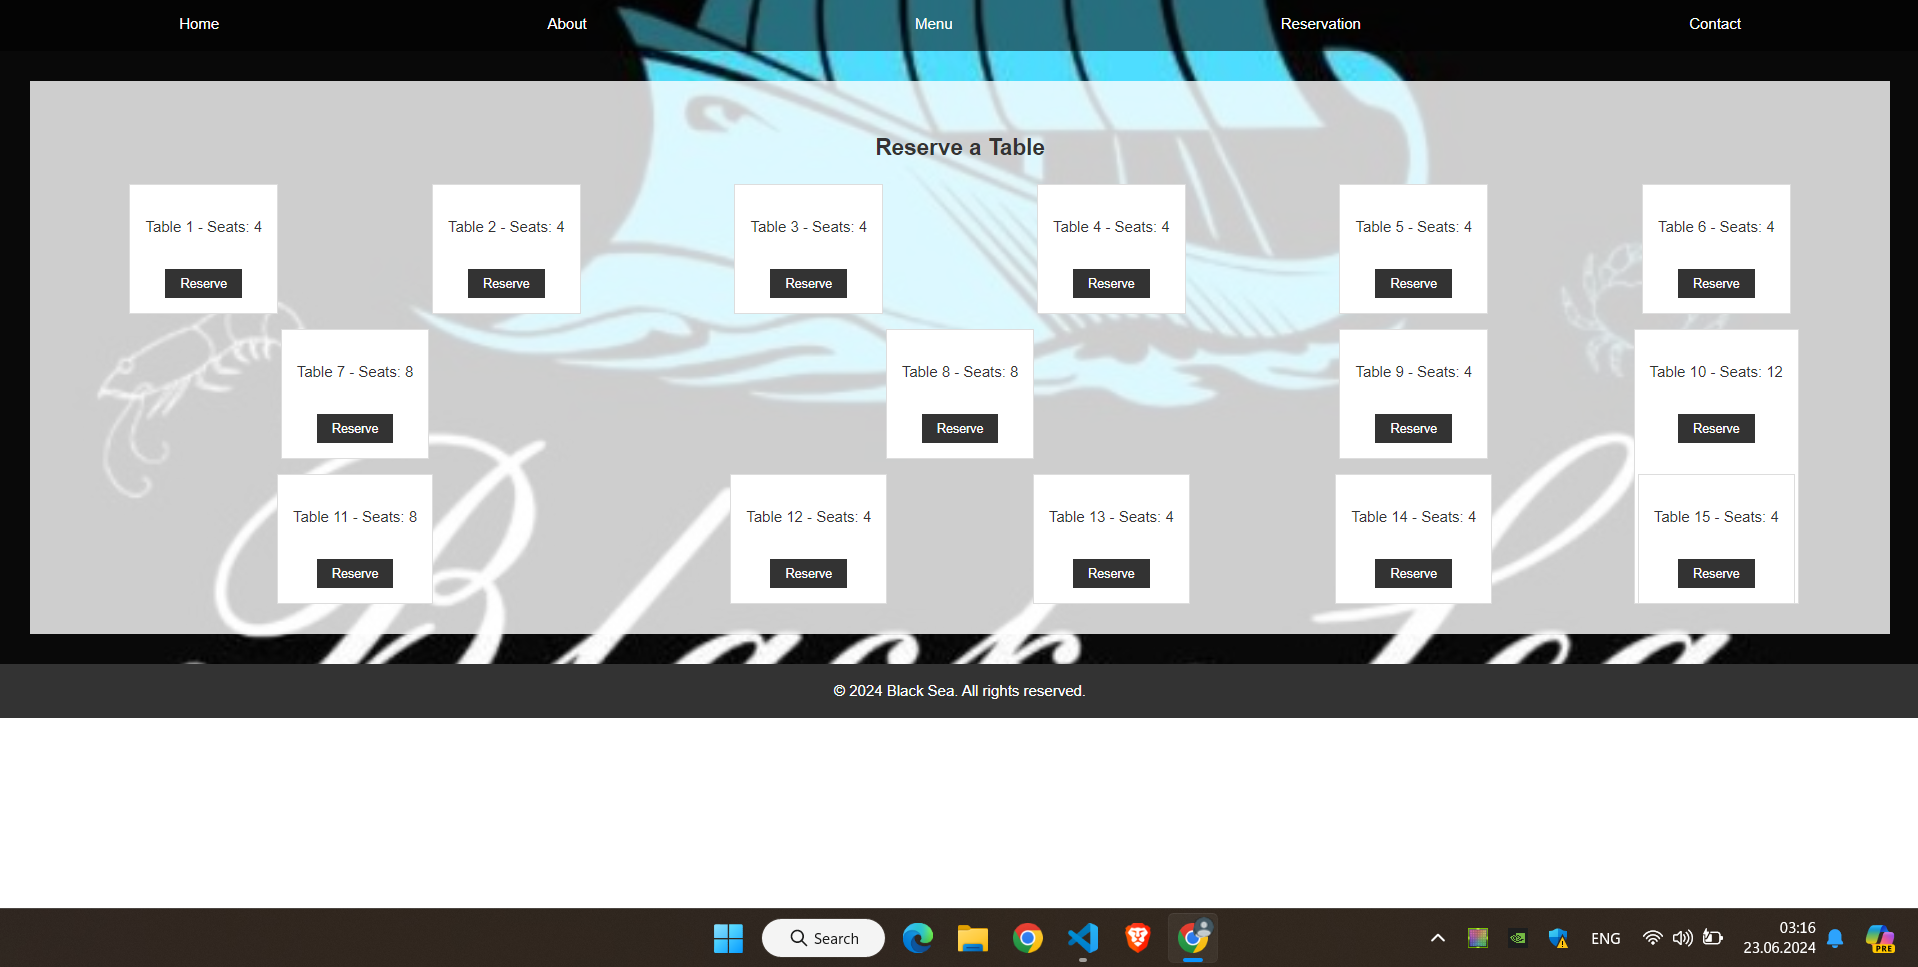 Home About Menu Reservation Contact
Reserve a Table
Table 1 - Seats: 4
Reserve
Table 2 - Seats: 4
Reserve
Table 3 - Seats: 4
Reserve
Table 4 - Seats: 4
Reserve
Table 5 - Seats: 4
Reserve
Table 6 - Seats: 4
Reserve
Table 7 - Seats: 8
Reserve
Table 8 - Seats: 8
Reserve
Table 9 - Seats: 4
Reserve
Table 10 - Seats: 12
Reserve
Table 11 - Seats: 8
Reserve
Table 12 - Seats: 4
Reserve
Table 13 - Seats: 4
Reserve
Table 14 - Seats: 4
Reserve
Table 15 - Seats: 4
Reserve
Black Sea
© 2024 Black Sea. All rights reserved.
Search
ENG
03:16
23.06.2024
PRE